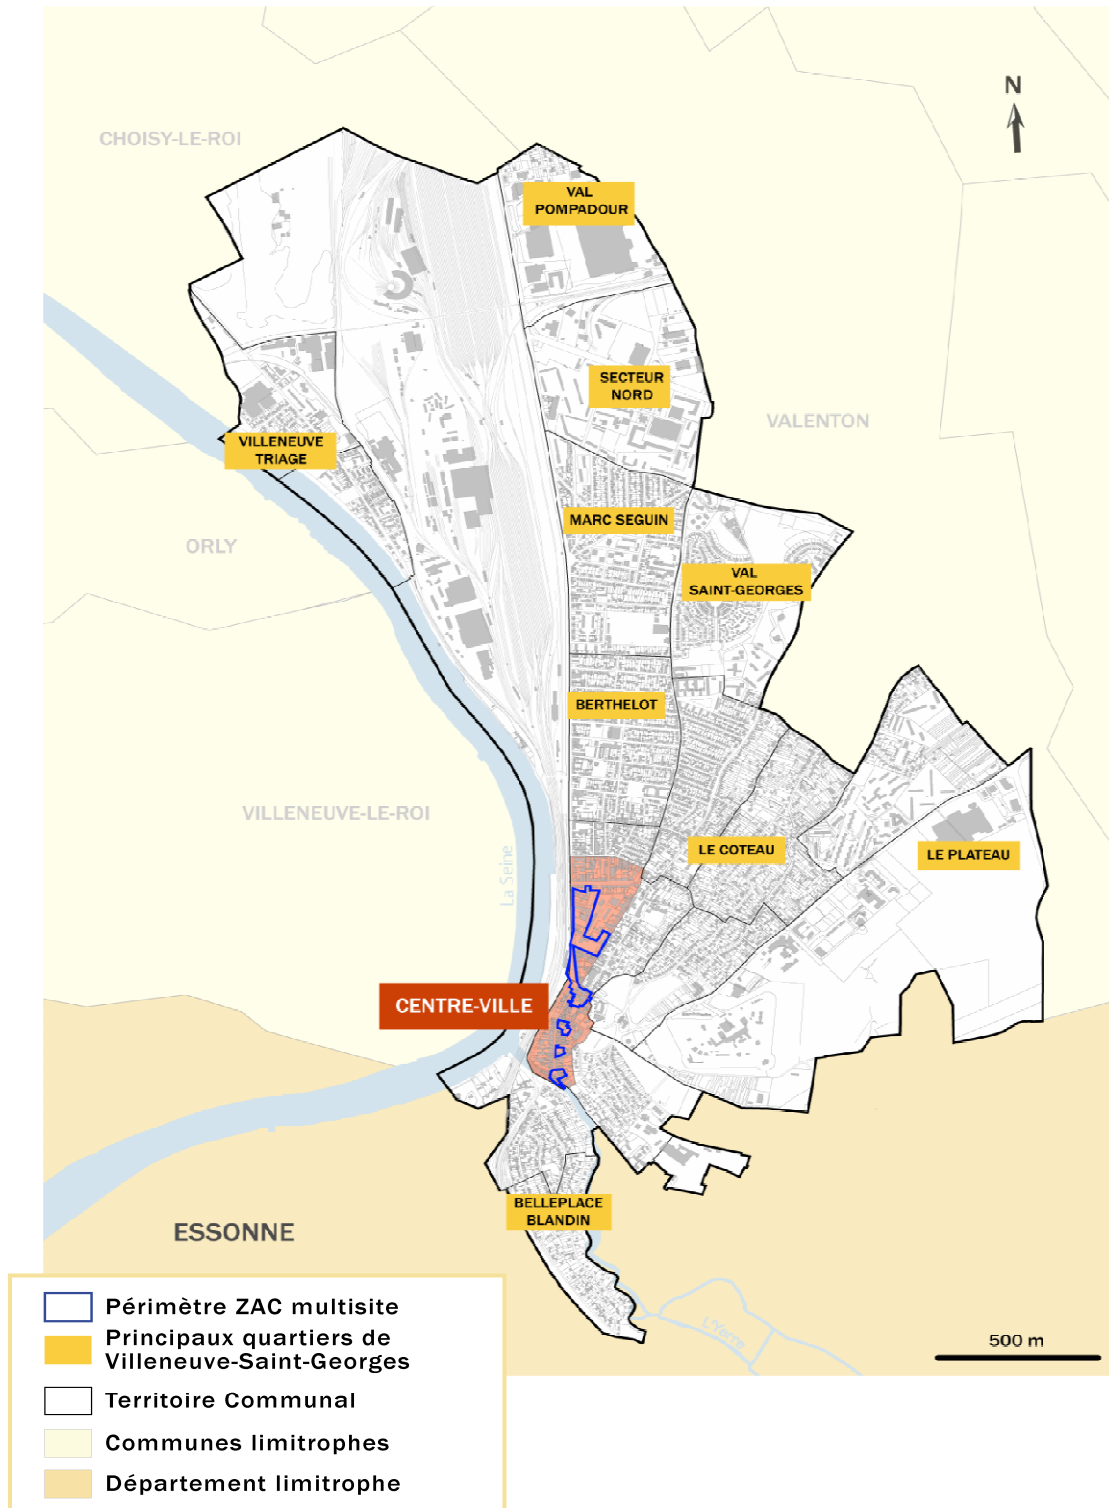 N
CHOISY-LE-ROI
VAL
POMPADOUR
SECTEUR
NORD
VALENTON
VILLENEUVE
TRIAGE
MARC SEGUIN
ORLY
VAL
SAINT-GEORGES
BERTHELOT
VILLENEUVE-LE-ROI
LE COTEAU
LE PLATEAU
La Seine
CENTRE-VILLE
BELLEPLACE
BLANDIN
ESSONNE
L'Yerre
500 m
Périmètre ZAC multisite
Principaux quartiers de
Villeneuve-Saint-Georges
Territoire Communal
Communes limitrophes
Département limitrophe